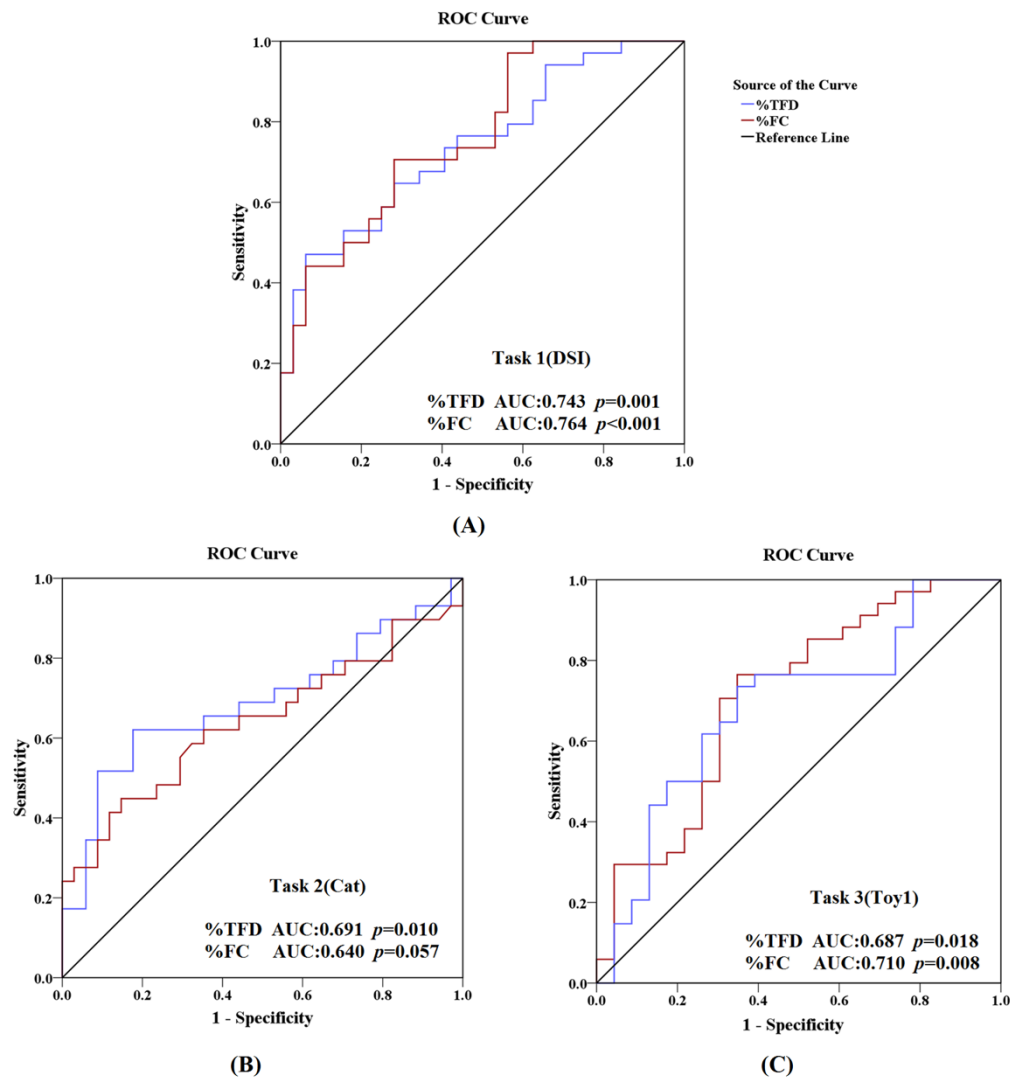 ROC Curve
Source of the Curve
%TFD
%FC
Reference Line
Sensitivity
1.0
0.8
0.6
0.4
0.2
0.0
Task 1(DSI)
%TFD AUC:0.743 p=0.001
%FC AUC:0.764 p<0.001
0.0 0.2 0.4 0.6 0.8 1.0
1 - Specificity
(A)
ROC Curve
Sensitivity
1.0
0.8
0.6
0.4
0.2
0.0
Task 2(Cat)
%TFD AUC:0.691 p=0.010
%FC AUC:0.640 p=0.057
0.0 0.2 0.4 0.6 0.8 1.0
1 - Specificity
(B)
ROC Curve
Sensitivity
1.0
0.8
0.6
0.4
0.2
0.0
Task 3(Toy1)
%TFD AUC:0.687 p=0.018
%FC AUC:0.710 p=0.008
0.0 0.2 0.4 0.6 0.8 1.0
1 - Specificity
(C)